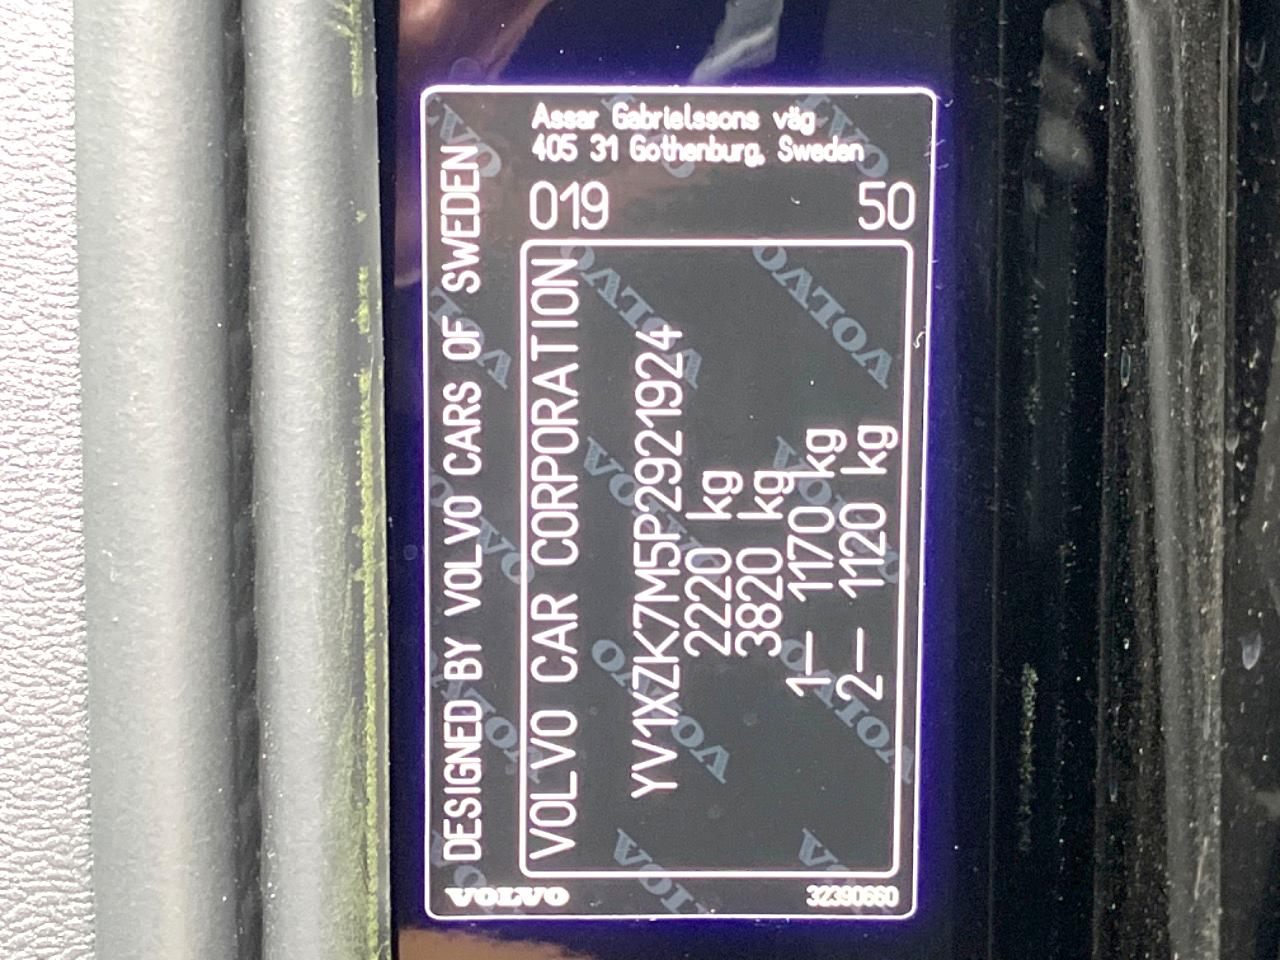 Assar Gabrielssons väg
405 31 Gothenburg, Sweden
019 50
DESIGNED BY VOLVO CARS OF SWEDEN
VOLVO CAR CORPORATION
YV1XZK7M5P2921924
2220 kg
3820 kg
1– 1170 kg
2– 1120 kg
VOLVO
32390660